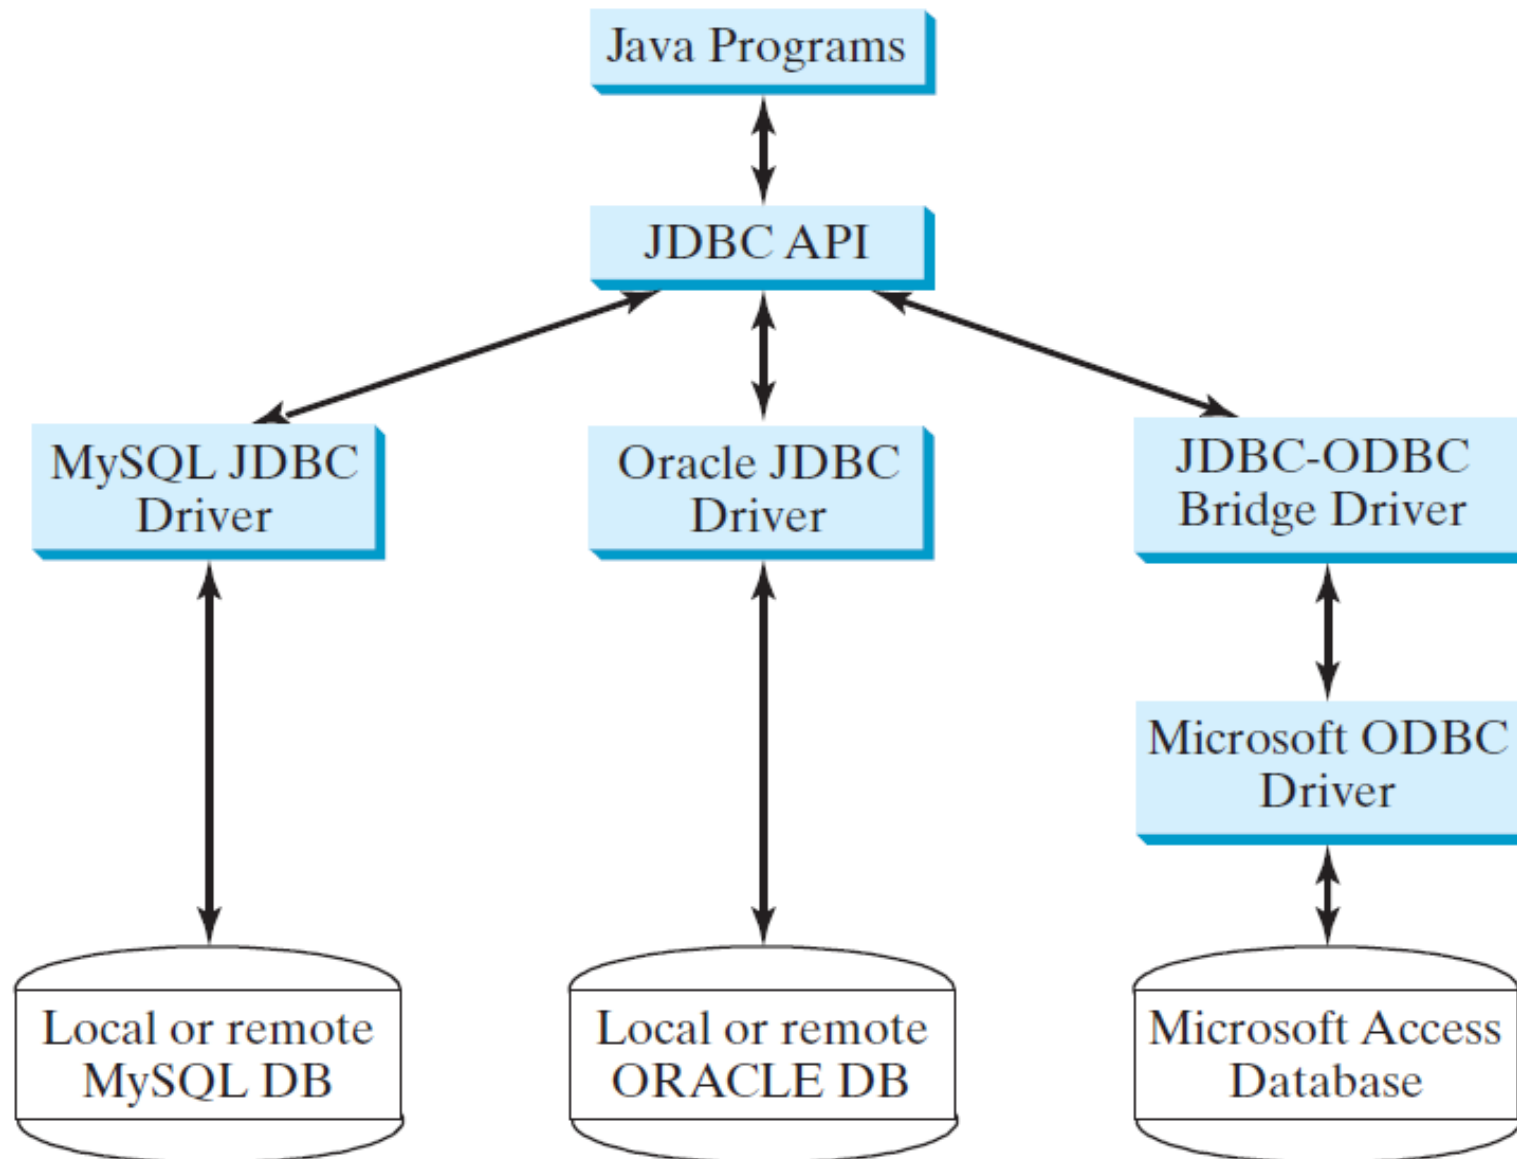 Java Programs
JDBC API
MySQL JDBC
Driver
Oracle JDBC
Driver
JDBC-ODBC
Bridge Driver
Microsoft ODBC
Driver
Local or remote
MySQL DB
Local or remote
ORACLE DB
Microsoft Access
Database